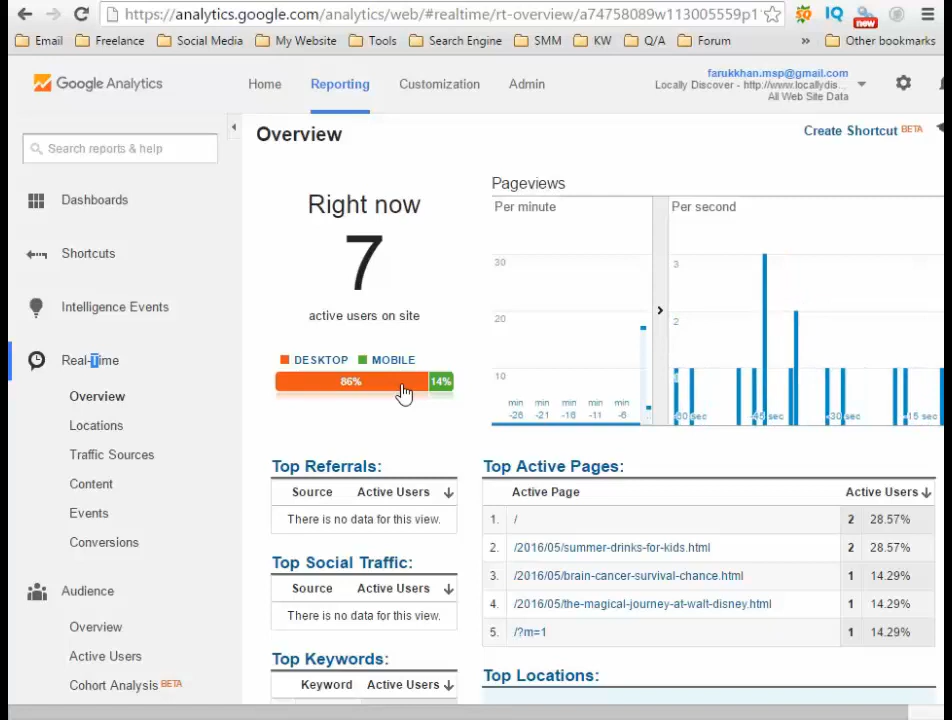 https://analytics.google.com/analytics/web/#realtime/rt-overview/a74758089w113005559p1
IQ
now
Email Freelance Social Media My Website Tools Search Engine SMM KW Q/A Forum » Other bookmarks
Google Analytics
Home Reporting Customization Admin
farukkhan.msp@gmail.com
Locally Discover - http://www.locallydis...
All Web Site Data
Search reports & help
Overview
Create Shortcut BETA
Dashboards
Shortcuts
Intelligence Events
Real-Time
Overview
Locations
Traffic Sources
Content
Events
Conversions
Audience
Overview
Active Users
Cohort Analysis BETA
Right now
7
active users on site
DESKTOP MOBILE
86% 14%
Pageviews
Per minute
30
20
10
min min min min min
-26 -21 -16 -11 -6
Per second
3
2
-60 sec -45 sec -30 sec -15 sec
Top Referrals:
Source Active Users
There is no data for this view.
Top Social Traffic:
Source Active Users
There is no data for this view.
Top Keywords:
Keyword Active Users
Top Active Pages:
Active Page Active Users
1. / 2 28.57%
2. /2016/05/summer-drinks-for-kids.html 2 28.57%
3. /2016/05/brain-cancer-survival-chance.html 1 14.29%
4. /2016/05/the-magical-journey-at-walt-disney.html 1 14.29%
5. /?m=1 1 14.29%
Top Locations: